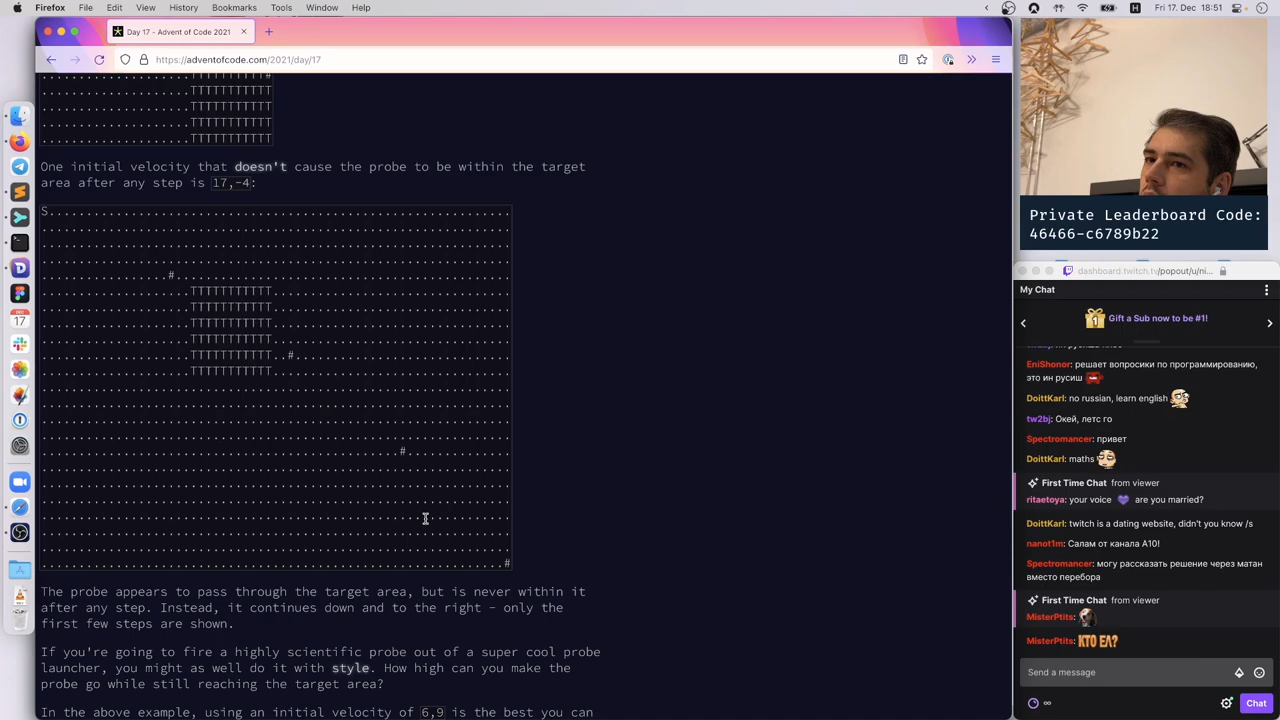 Firefox File Edit View History Bookmarks Tools Window Help
Fri 17. Dec 18:51
Day 17 - Advent of Code 2021
https://adventofcode.com/2021/day/17
One initial velocity that doesn't cause the probe to be within the target
area after any step is 17,-4:
The probe appears to pass through the target area, but is never within it
after any step. Instead, it continues down and to the right - only the
first few steps are shown.
If you're going to fire a highly scientific probe out of a super cool probe
launcher, you might as well do it with style. How high can you make the
probe go while still reaching the target area?
In the above example, using an initial velocity of 6,9 is the best you can
Private Leaderboard Code:
46466-c6789b22
dashboard.twitch.tv/popout/u/ni...
My Chat
Gift a Sub now to be #1!
EniShonor: решает вопросики по программированию,
это ин русиш
DoittKarl: no russian, learn english
tw2bj: Окей, летс го
Spectromancer: привет
DoittKarl: maths
First Time Chat from viewer
ritaetoya: your voice are you married?
DoittKarl: twitch is a dating website, didn't you know /s
nanot1m: Салам от канала А10!
Spectromancer: могу рассказать решение через матан
вместо перебора
First Time Chat from viewer
MisterPtits:
MisterPtits: КТО ЕЛ?
Send a message
Chat